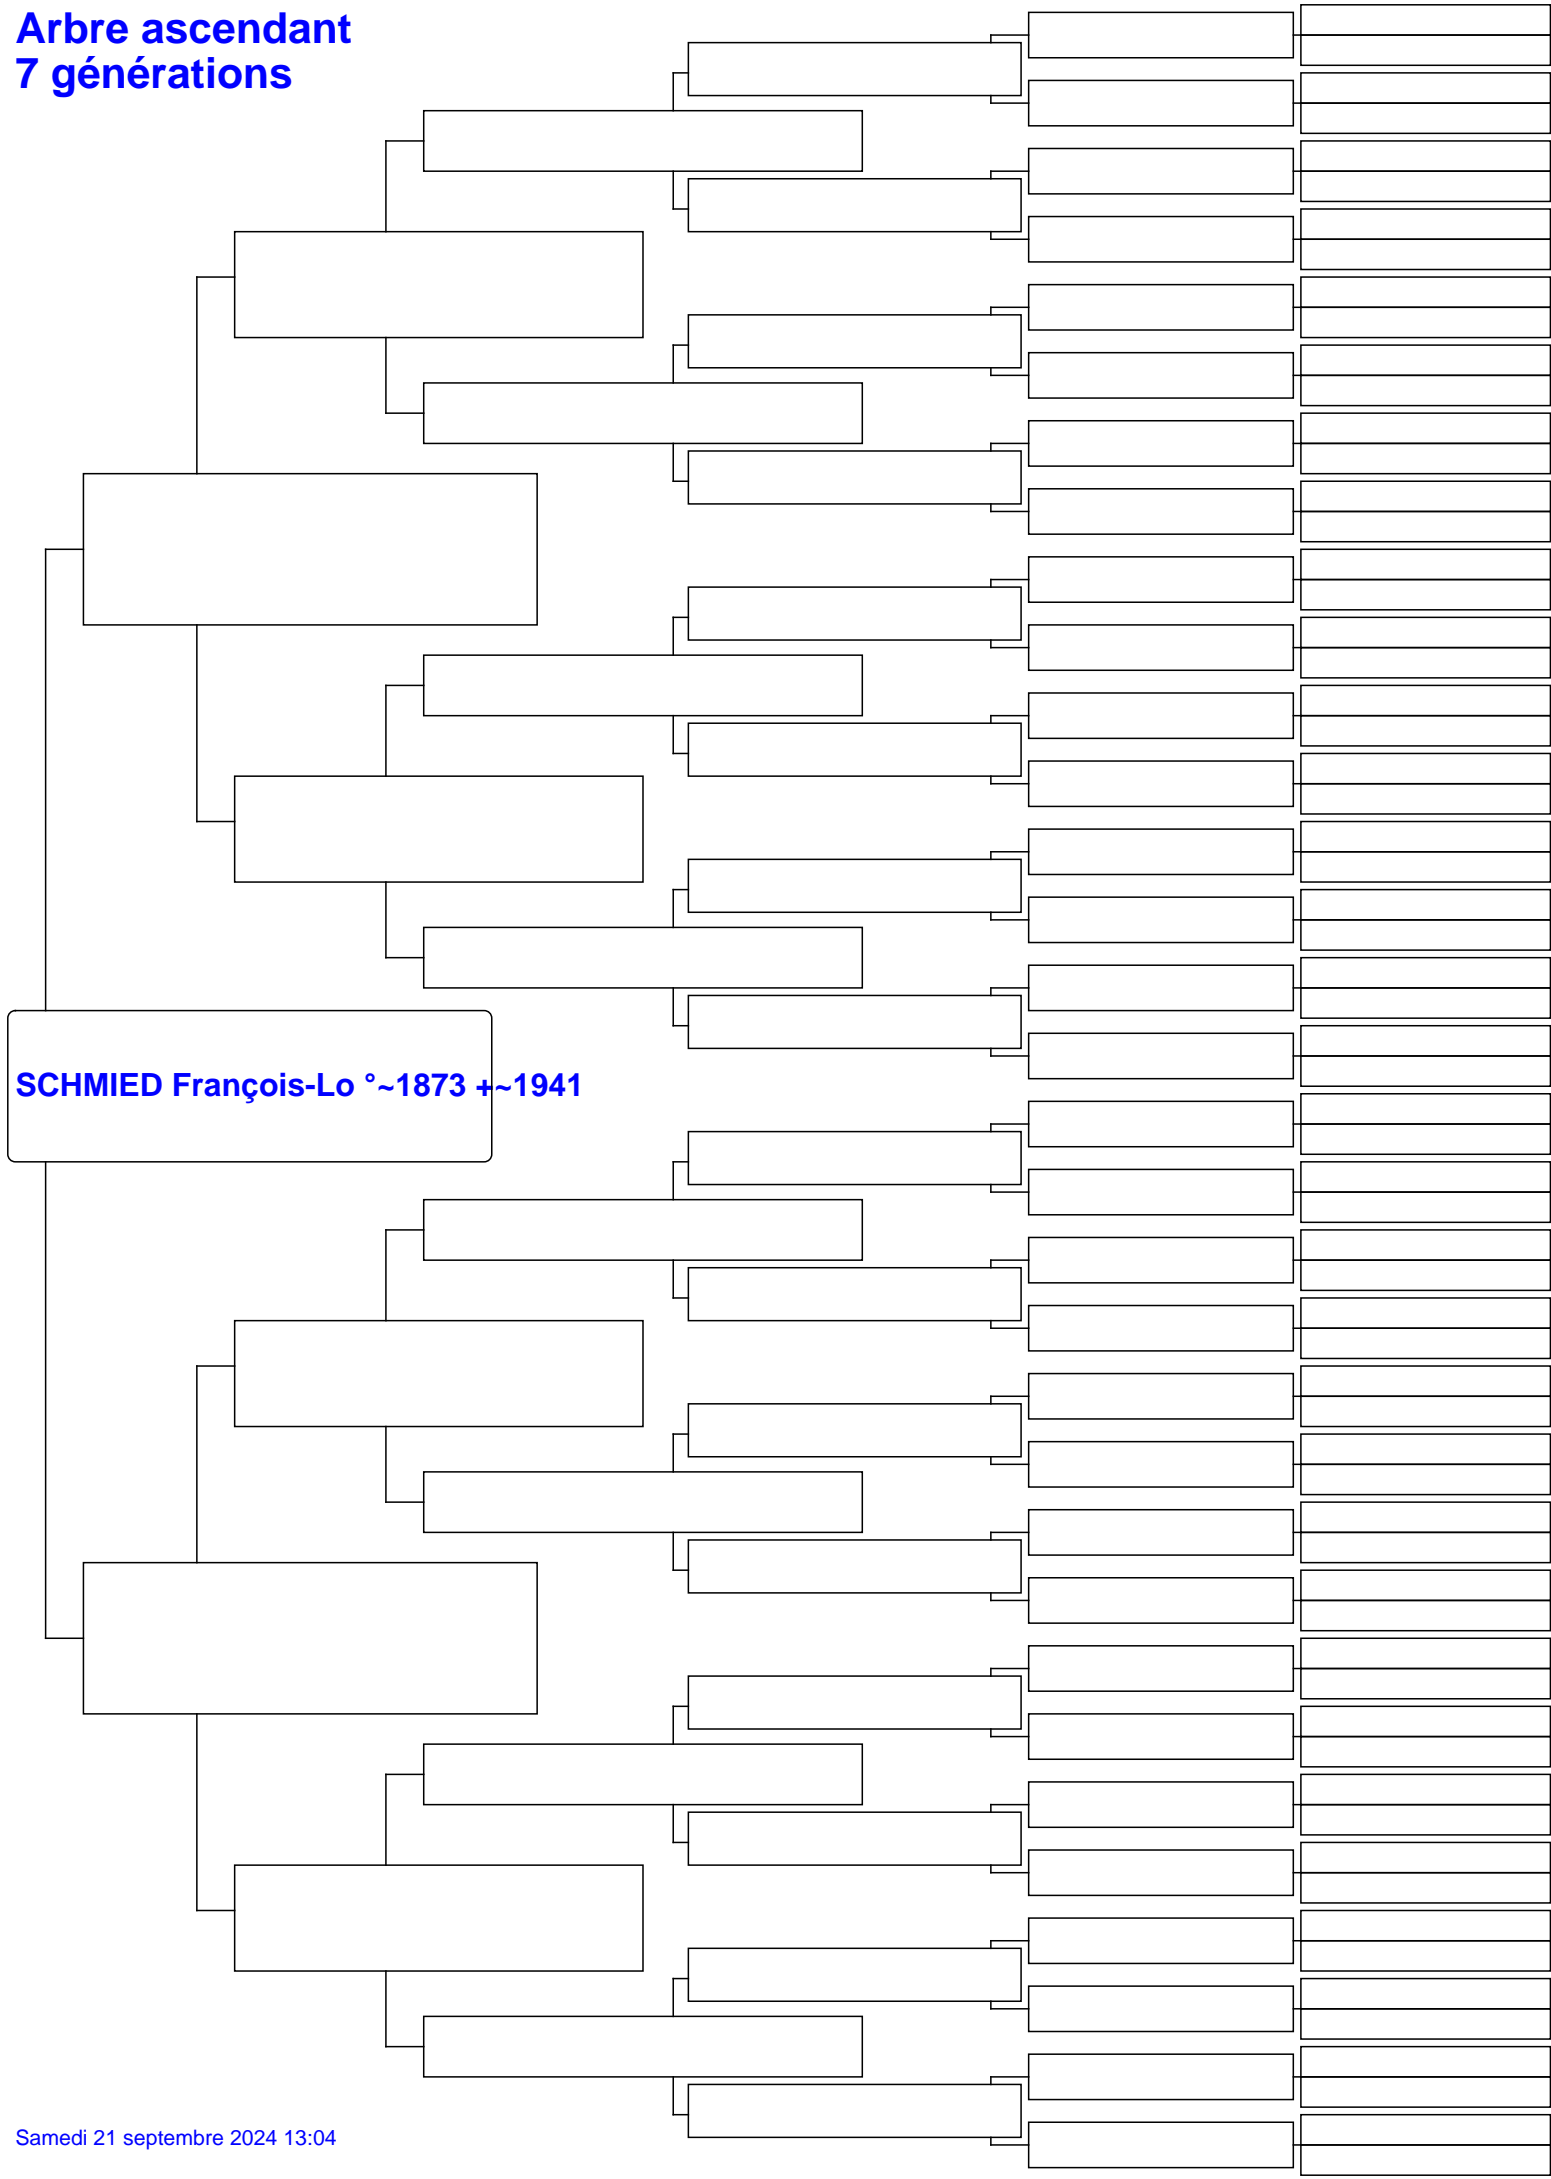 Arbre ascendant
7 générations
SCHMIED François-Lo °~1873 +~1941
Samedi 21 septembre 2024 13:04